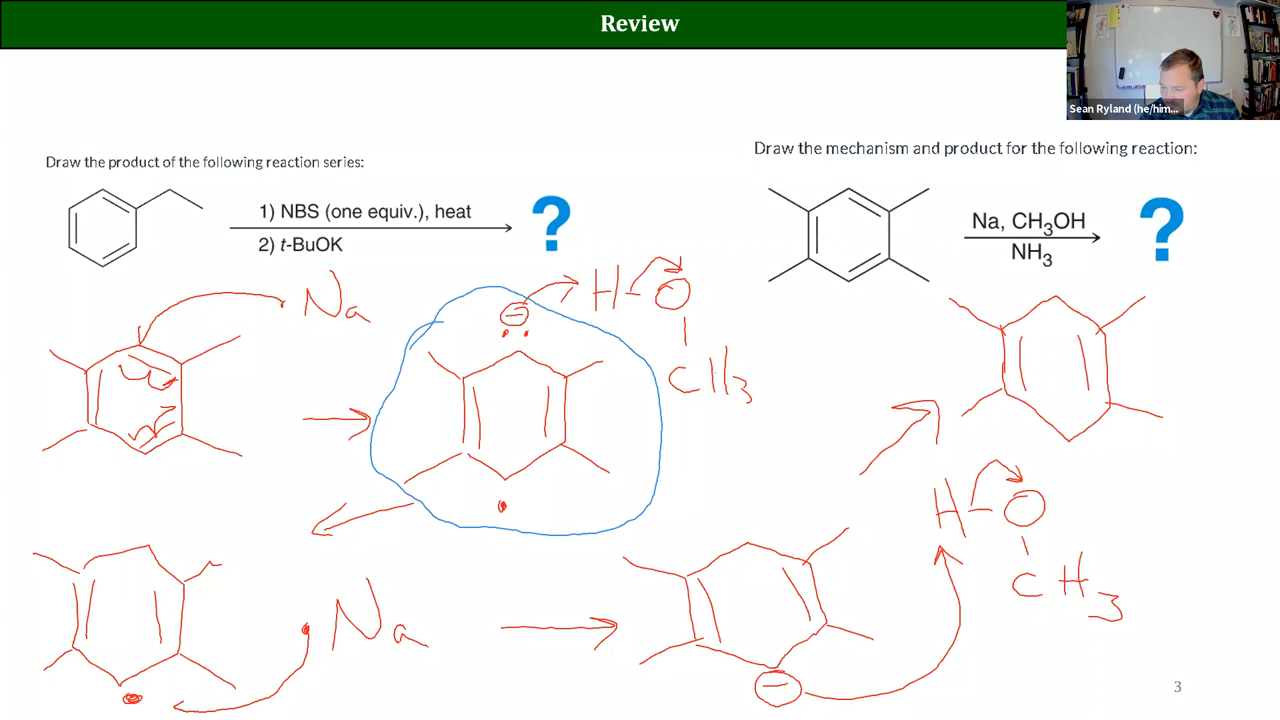 Review
Sean Ryland (he/him...
Draw the product of the following reaction series:
1) NBS (one equiv.), heat
2) t-BuOK
?
Draw the mechanism and product for the following reaction:
Na, CH3OH
NH3
?
Na
H-O
CH3
Na
H-O
CH3
3